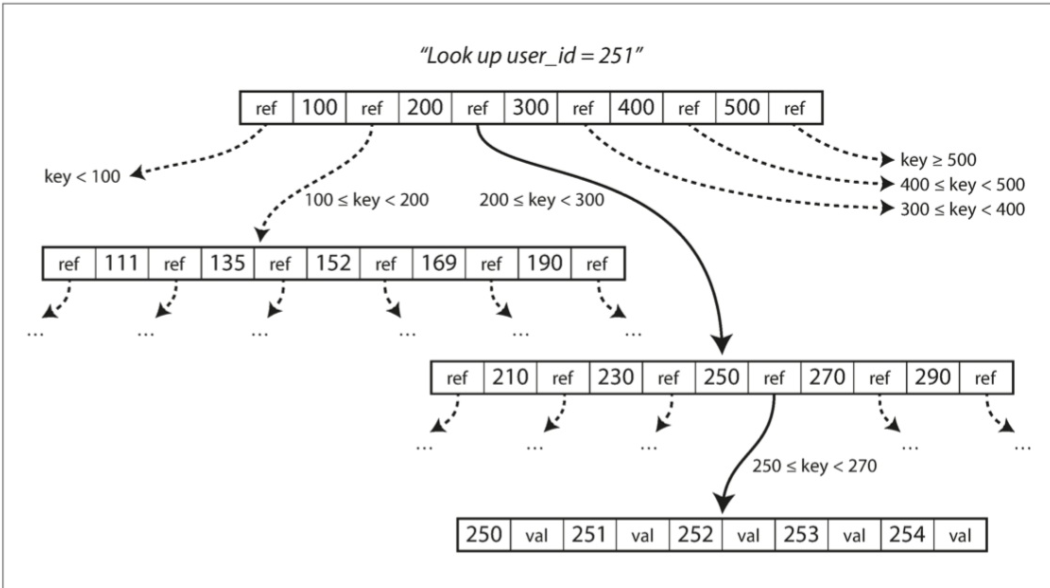 “Look up user_id = 251”
ref 100 ref 200 ref 300 ref 400 ref 500 ref
key < 100
key ≥ 500
400 ≤ key < 500
300 ≤ key < 400
100 ≤ key < 200
200 ≤ key < 300
ref 111 ref 135 ref 152 ref 169 ref 190 ref
... ... ... ... ... ...
ref 210 ref 230 ref 250 ref 270 ref 290 ref
... ... ... ... ...
250 ≤ key < 270
250 val 251 val 252 val 253 val 254 val